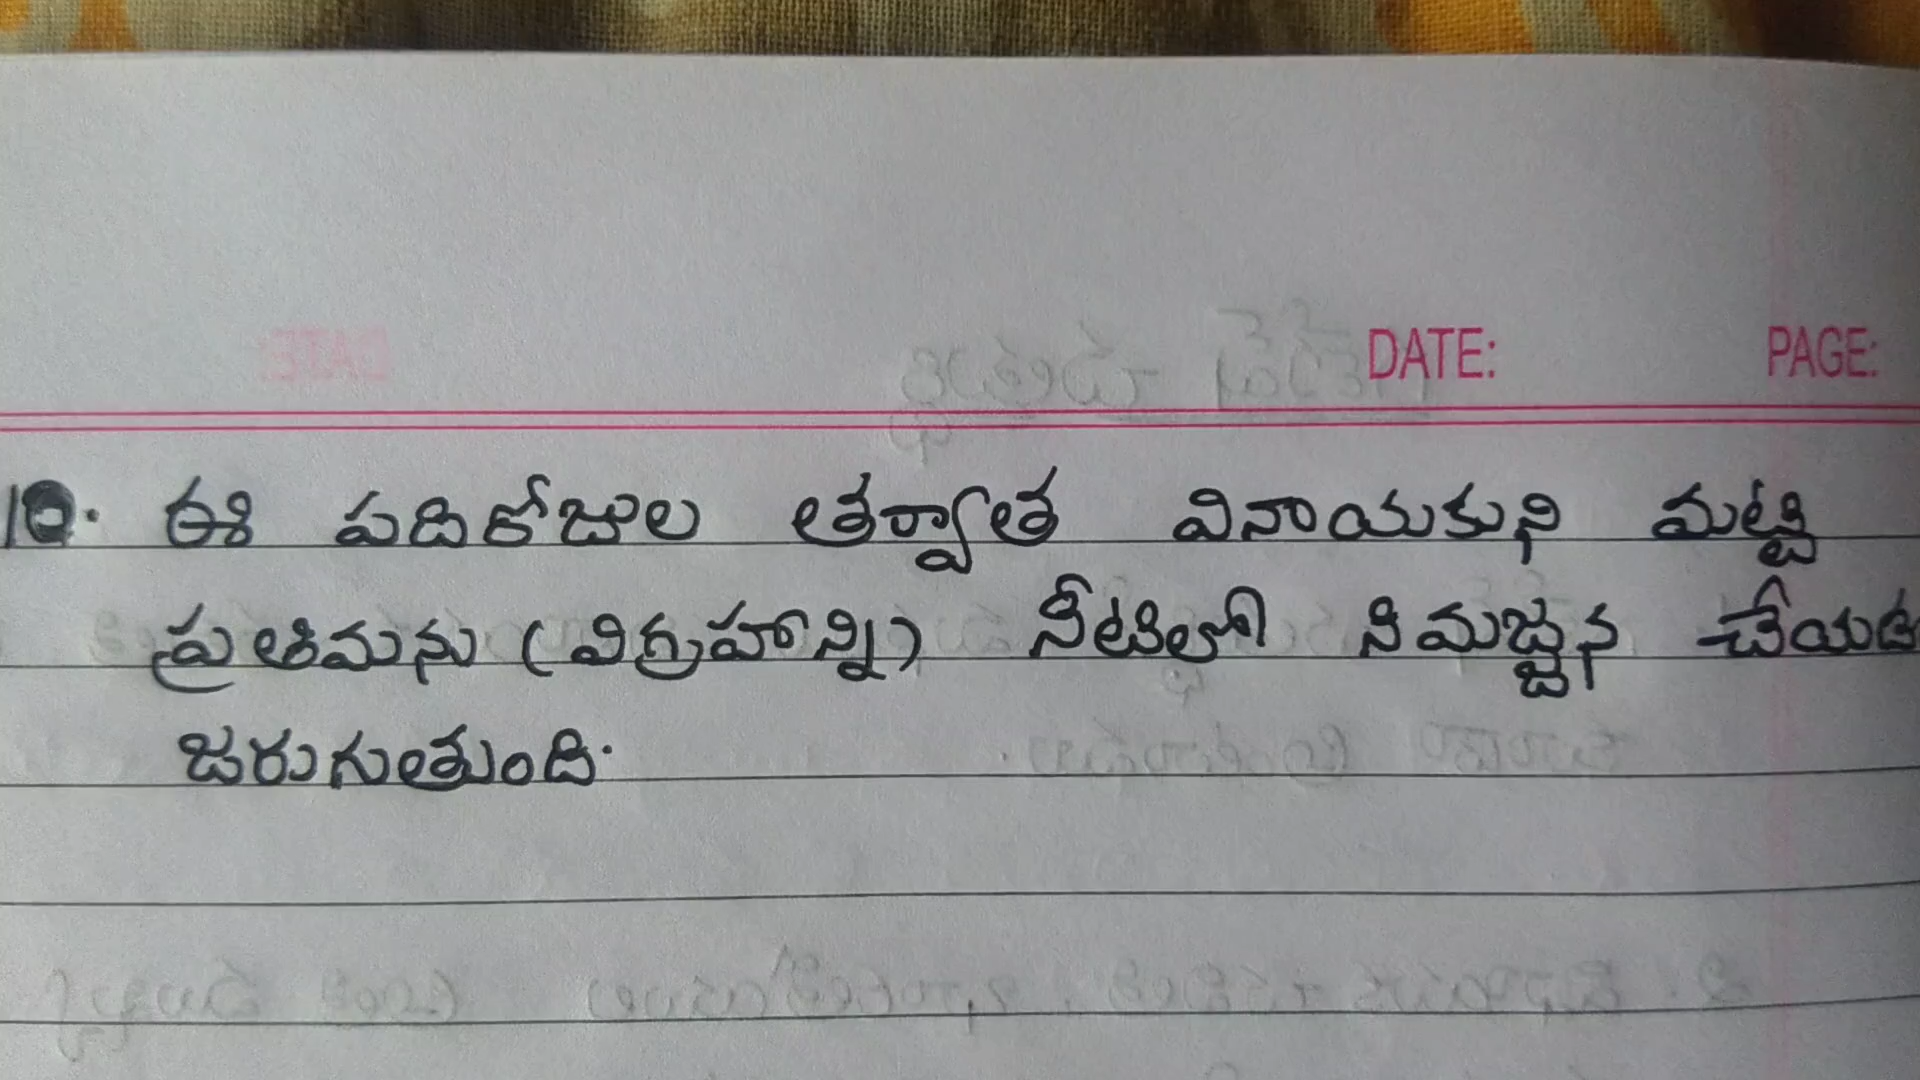 DATE: PAGE:
10. ఈ పదిరోజుల తర్వాత వినాయకుని మట్టి
ప్రతిమను (విగ్రహాన్ని) నీటిలో నిమజ్జన చేయడ
జరుగుతుంది.